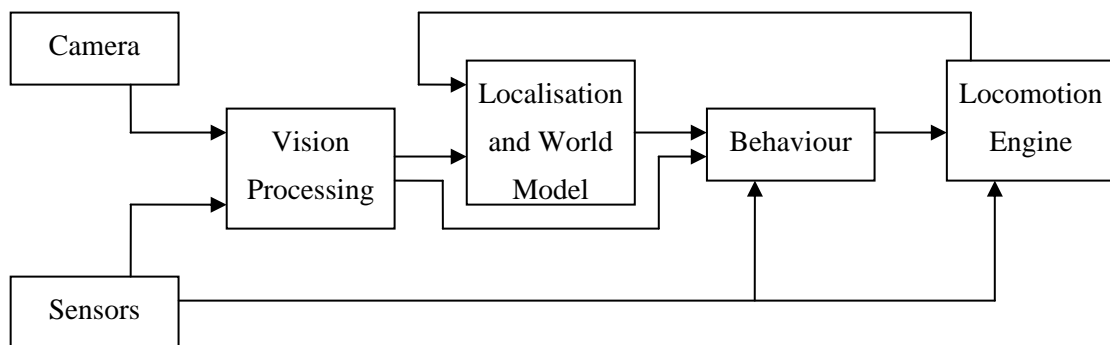 Camera
Sensors
Vision
Processing
Localisation
and World
Model
Behaviour
Locomotion
Engine